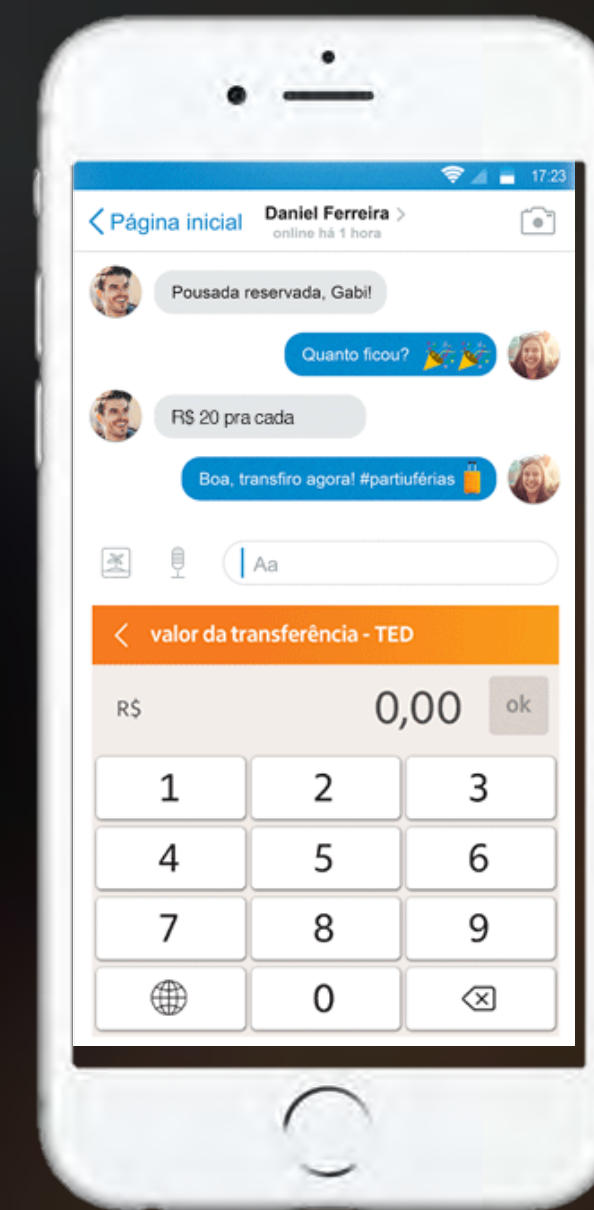 17:23
Página inicial
Daniel Ferreira
online há 1 hora
Pousada reservada, Gabi!
Quanto ficou? 🎉🎉
R$ 20 pra cada
Boa, transfiro agora! #partiuférias 🧳
Aa
valor da transferência - TED
R$ 0,00 ok
1 2 3
4 5 6
7 8 9
0